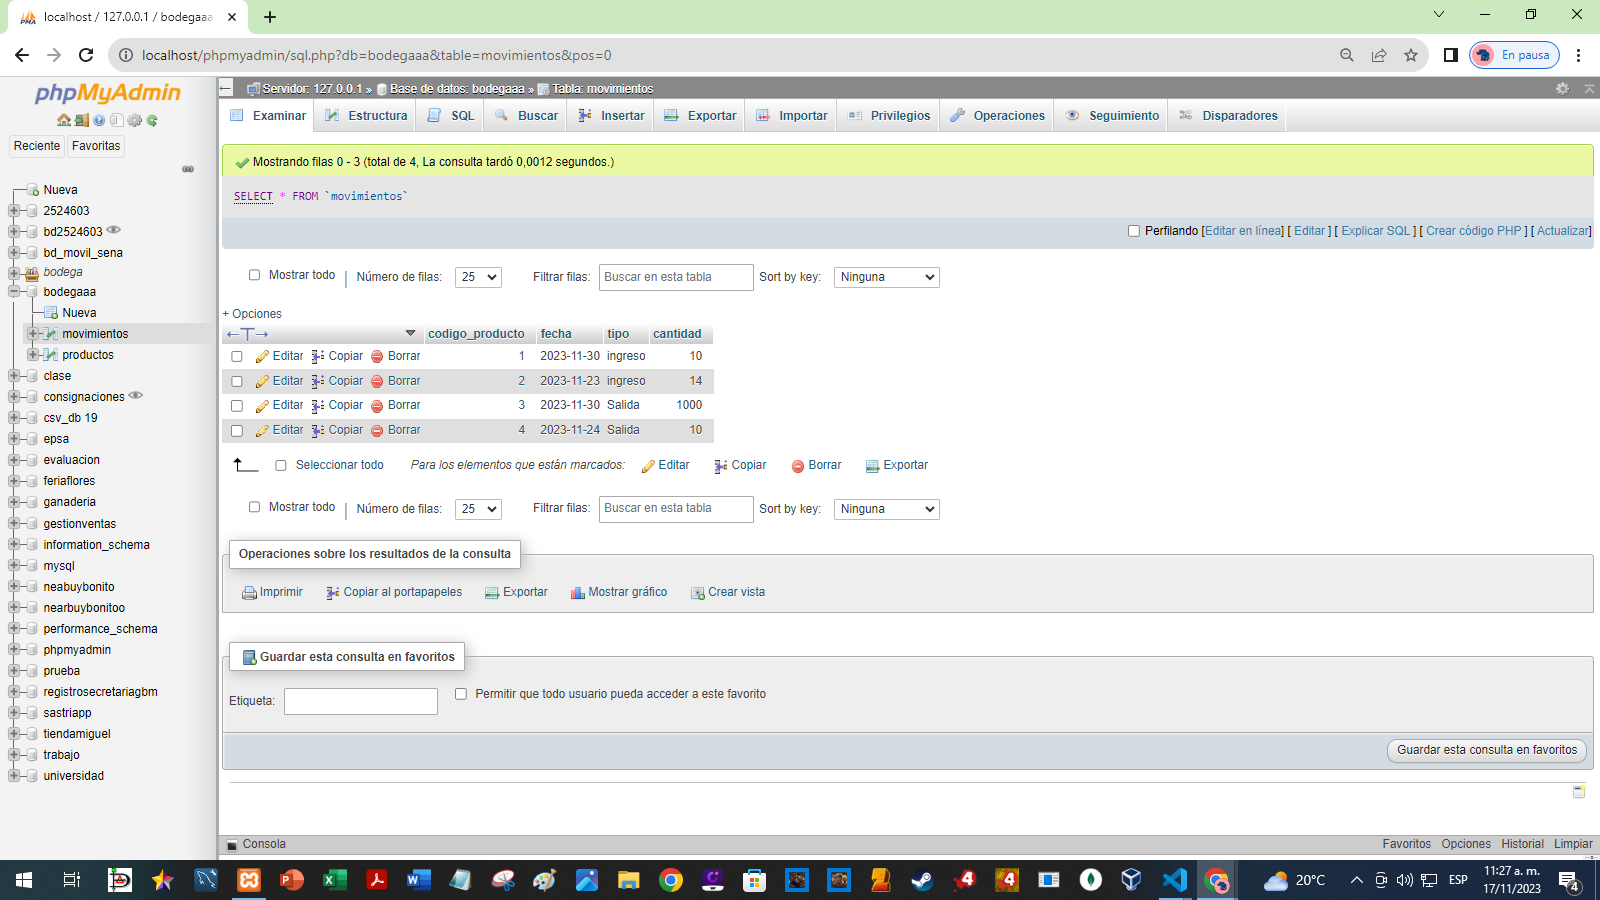 localhost / 127.0.0.1 / bodegaaa
localhost/phpmyadmin/sql.php?db=bodegaaa&table=movimientos&pos=0
En pausa
phpMyAdmin
Reciente
Favoritas
Nueva
2524603
bd2524603
bd_movil_sena
bodega
bodegaaa
Nueva
movimientos
productos
clase
consignaciones
csv_db 19
epsa
evaluacion
feriaflores
ganaderia
gestionventas
information_schema
mysql
neabuybonito
nearbuybonitoo
performance_schema
phpmyadmin
prueba
registrosecretariagbm
sastriapp
tiendamiguel
trabajo
universidad
Servidor: 127.0.0.1 » Base de datos: bodegaaa » Tabla: movimientos
Examinar Estructura SQL Buscar Insertar Exportar Importar Privilegios Operaciones Seguimiento Disparadores
Mostrando filas 0 - 3 (total de 4, La consulta tardó 0,0012 segundos.)
SELECT * FROM `movimientos`
Perfilando [Editar en línea] [ Editar ] [ Explicar SQL ] [ Crear código PHP ] [ Actualizar]
Mostrar todo | Número de filas: 25 Filtrar filas: Buscar en esta tabla Sort by key: Ninguna
+ Opciones
←T→ codigo_producto fecha tipo cantidad
Editar Copiar Borrar 1 2023-11-30 ingreso 10
Editar Copiar Borrar 2 2023-11-23 ingreso 14
Editar Copiar Borrar 3 2023-11-30 Salida 1000
Editar Copiar Borrar 4 2023-11-24 Salida 10
Seleccionar todo Para los elementos que están marcados: Editar Copiar Borrar Exportar
Mostrar todo | Número de filas: 25 Filtrar filas: Buscar en esta tabla Sort by key: Ninguna
Operaciones sobre los resultados de la consulta
Imprimir Copiar al portapapeles Exportar Mostrar gráfico Crear vista
Guardar esta consulta en favoritos
Etiqueta: Permitir que todo usuario pueda acceder a este favorito
Guardar esta consulta en favoritos
Consola Favoritos Opciones Historial Limpiar
20°C ESP 11:27 a. m.
17/11/2023
4